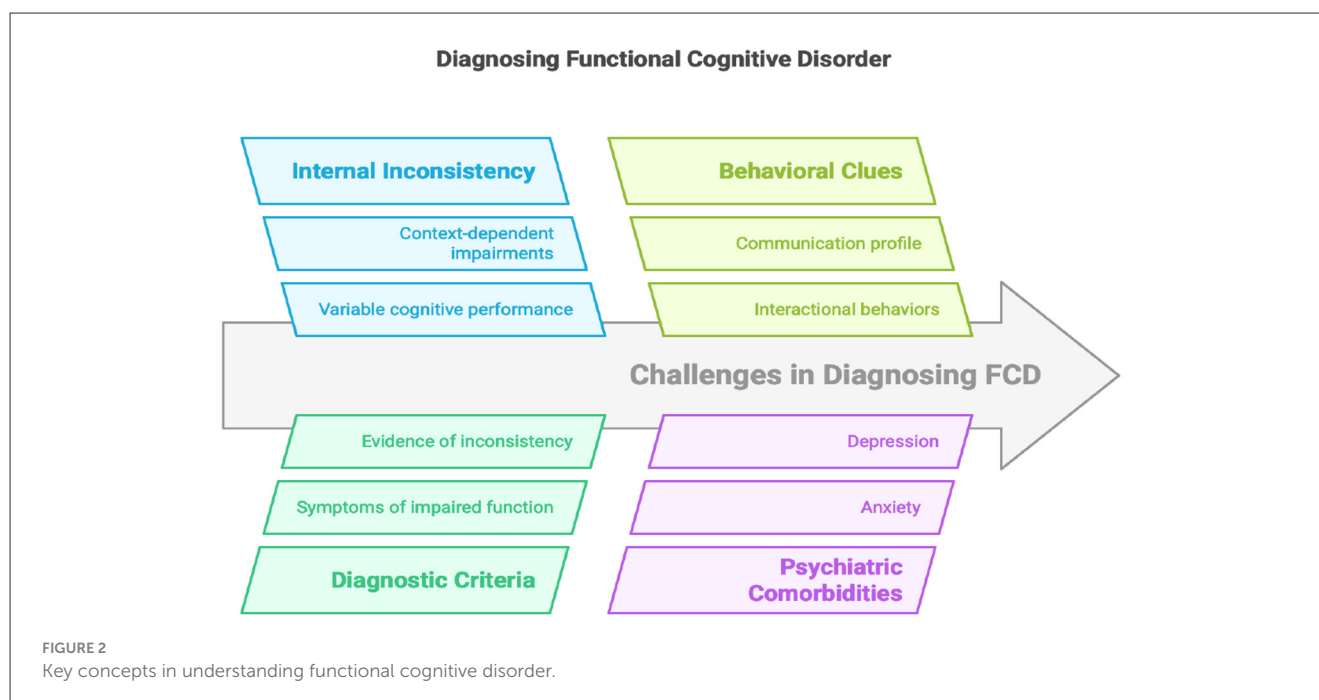 Diagnosing Functional Cognitive Disorder
Internal Inconsistency
Context-dependent
impairments
Variable cognitive performance
Behavioral Clues
Communication profile
Interactional behaviors
Challenges in Diagnosing FCD
Evidence of inconsistency
Symptoms of impaired function
Diagnostic Criteria
Depression
Anxiety
Psychiatric
Comorbidities
FIGURE 2
Key concepts in understanding functional cognitive disorder.